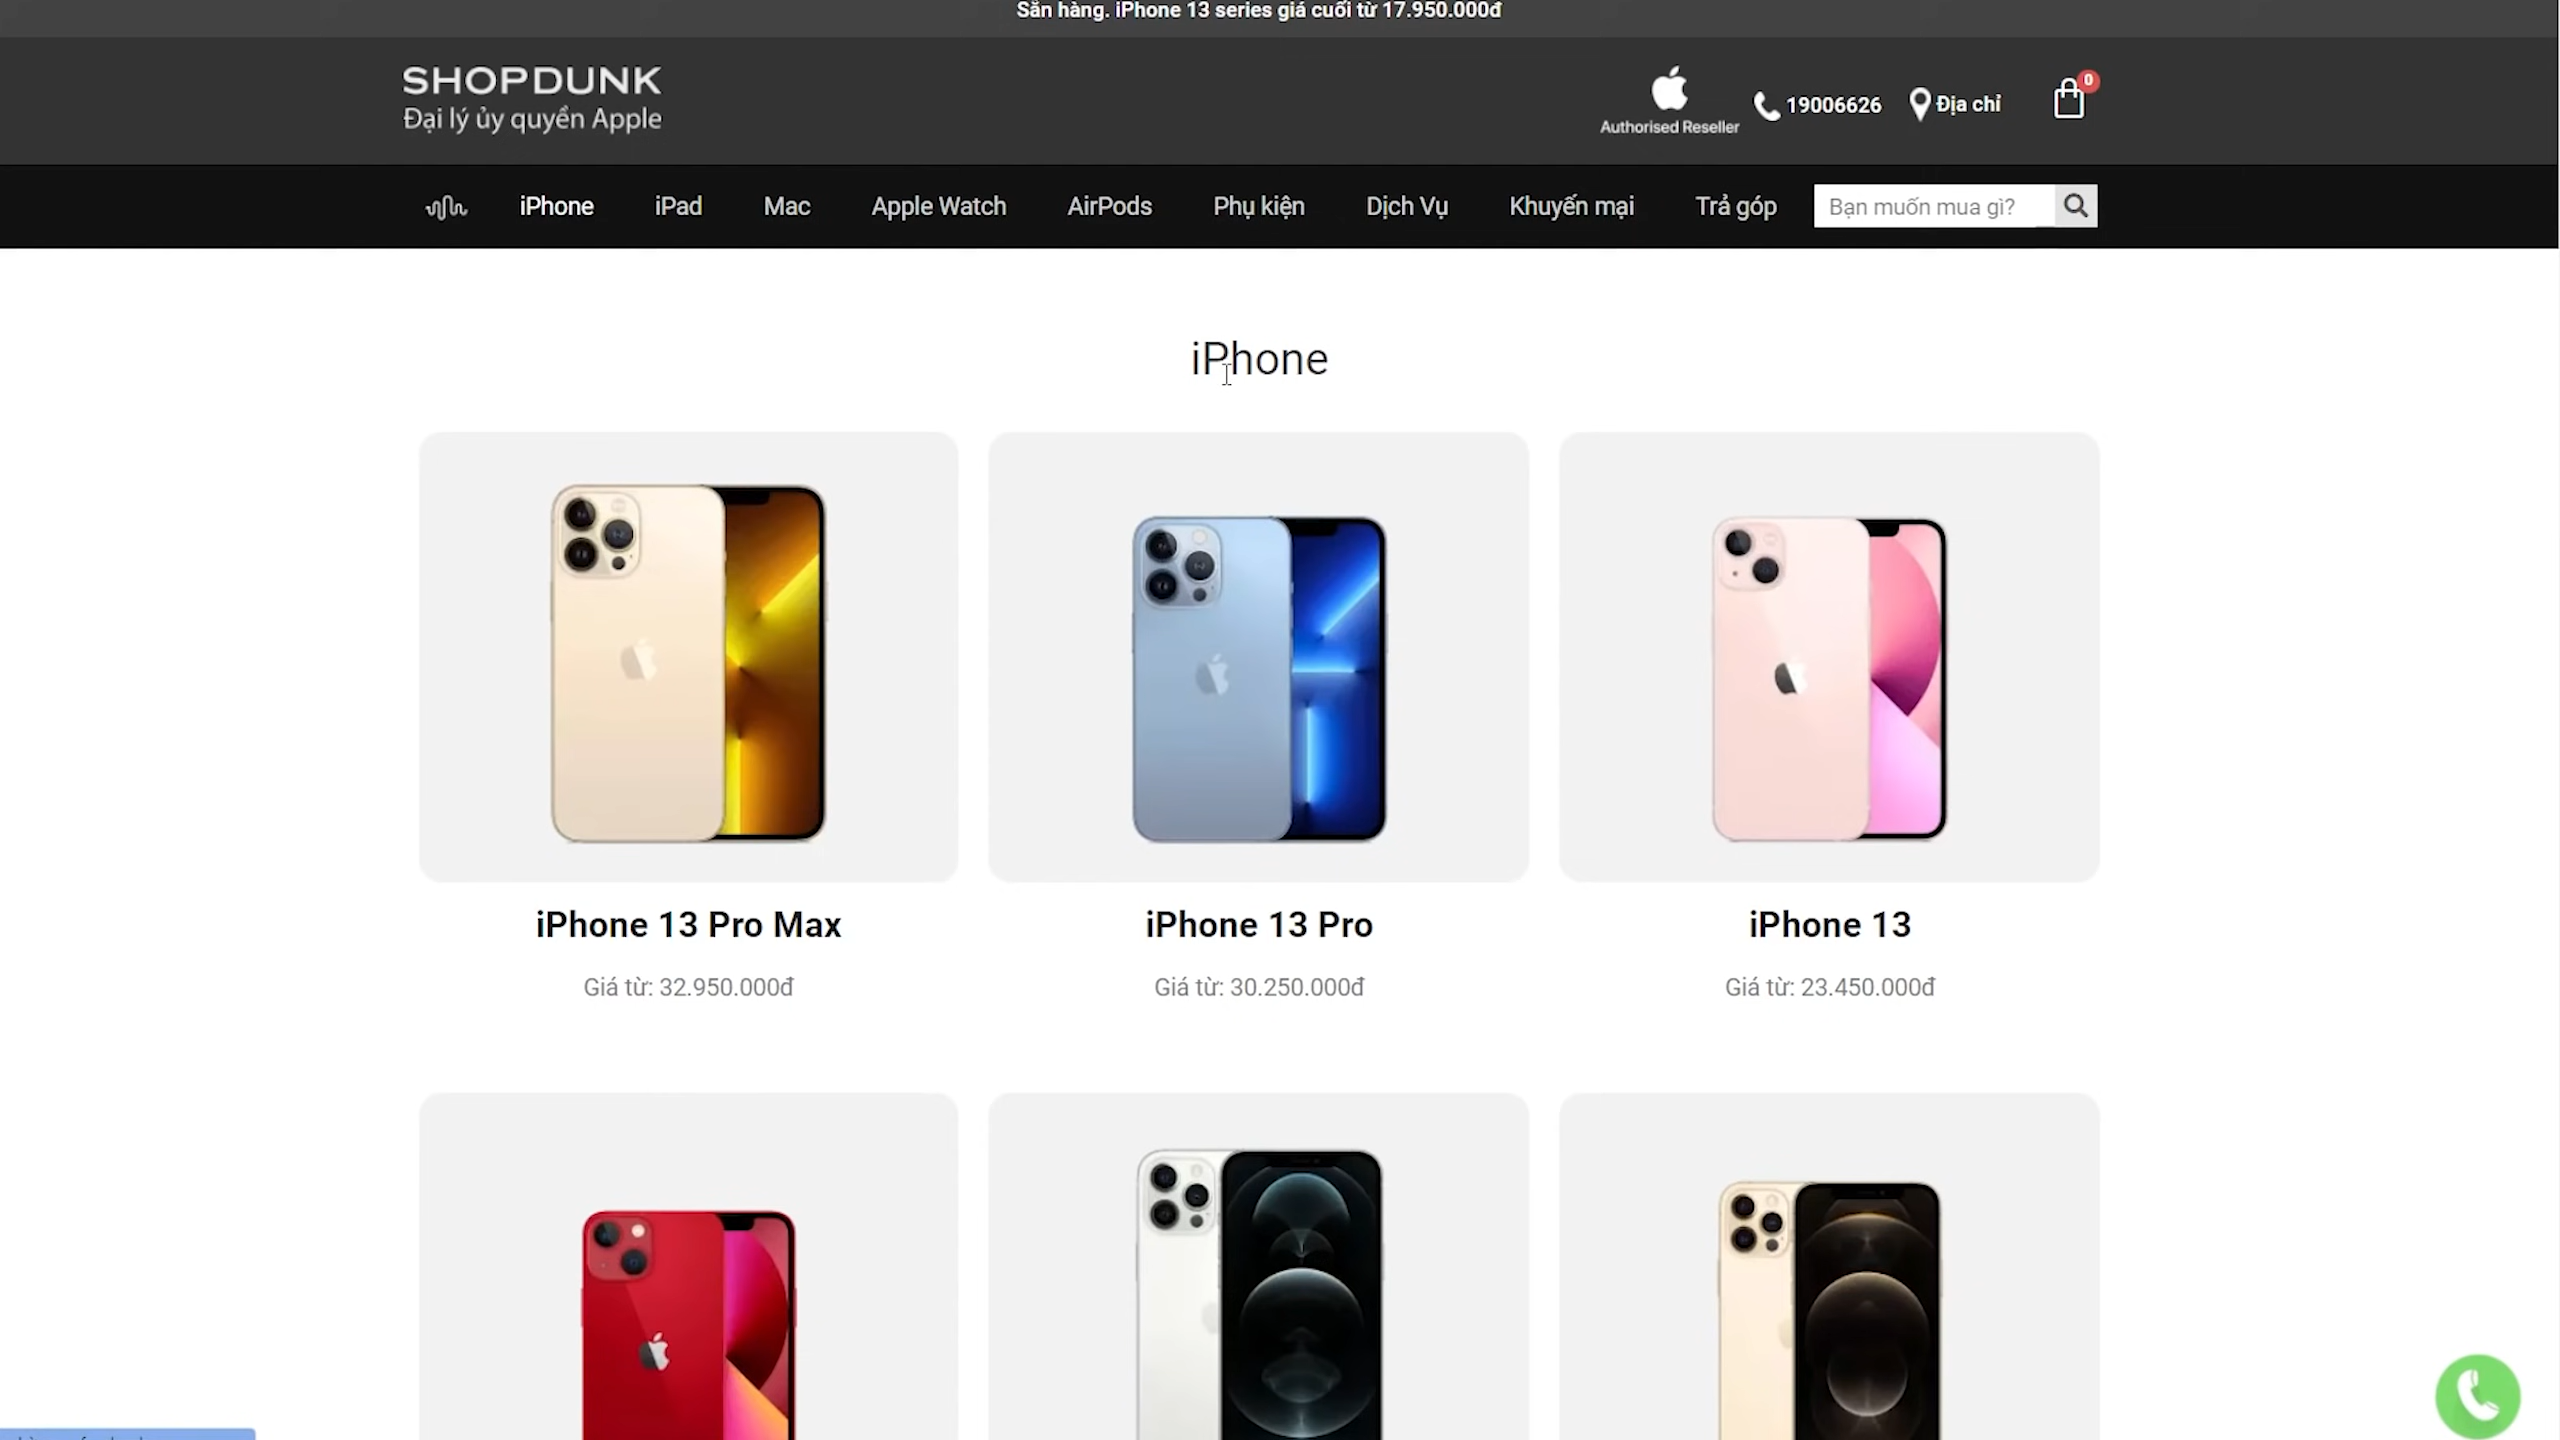 Sẵn hàng. iPhone 13 series giá cuối từ 17.950.000đ
SHOPDUNK
Đại lý ủy quyền Apple
Authorised Reseller
19006626
Địa chỉ
0
iPhone
iPad
Mac
Apple Watch
AirPods
Phụ kiện
Dịch Vụ
Khuyến mại
Trả góp
Bạn muốn mua gì?
iPhone
iPhone 13 Pro Max
Giá từ: 32.950.000đ
iPhone 13 Pro
Giá từ: 30.250.000đ
iPhone 13
Giá từ: 23.450.000đ